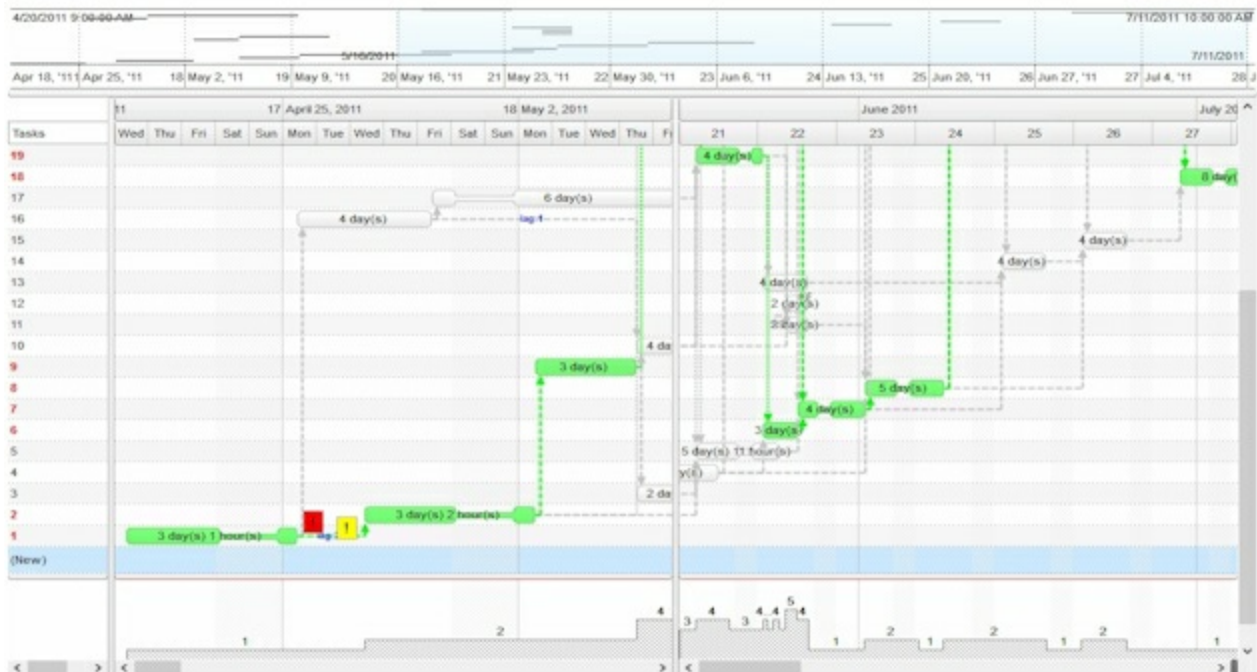 4/20/2011 9:00:00 AM 7/11/2011 10:00:00 AM
5/16/2011 7/11/2011
Apr 18, '11 Apr 25, '11 18 May 2, '11 19 May 9, '11 20 May 16, '11 21 May 23, '11 22 May 30, '11 23 Jun 6, '11 24 Jun 13, '11 25 Jun 20, '11 26 Jun 27, '11 27 Jul 4, '11 28 J
11 17 April 25, 2011 18 May 2, 2011 June 2011 July 20
Tasks Wed Thu Fri Sat Sun Mon Tue Wed Thu Fri Sat Sun Mon Tue Wed Thu Fr 21 22 23 24 25 26 27
19 4 day(s)
18 8 day(
17 6 day(s)
16 4 day(s) lag 1
15 4 day(s)
14 4 day(s)
13 4 day(s)
12 2 day(s)
11 day(s)
10 4 da
9 3 day(s)
8 5 day(s)
7 4 day(s)
6 3 day(s)
5 5 day(s) 11 hour(s)
4 y(s)
3 2 da
2 3 day(s) 2 hour(s)
! !
1 3 day(s) 1 hour(s) lag
(New)
1 2 4 3 4 3 4 4 5 4 1 2 1 2 1 2 1